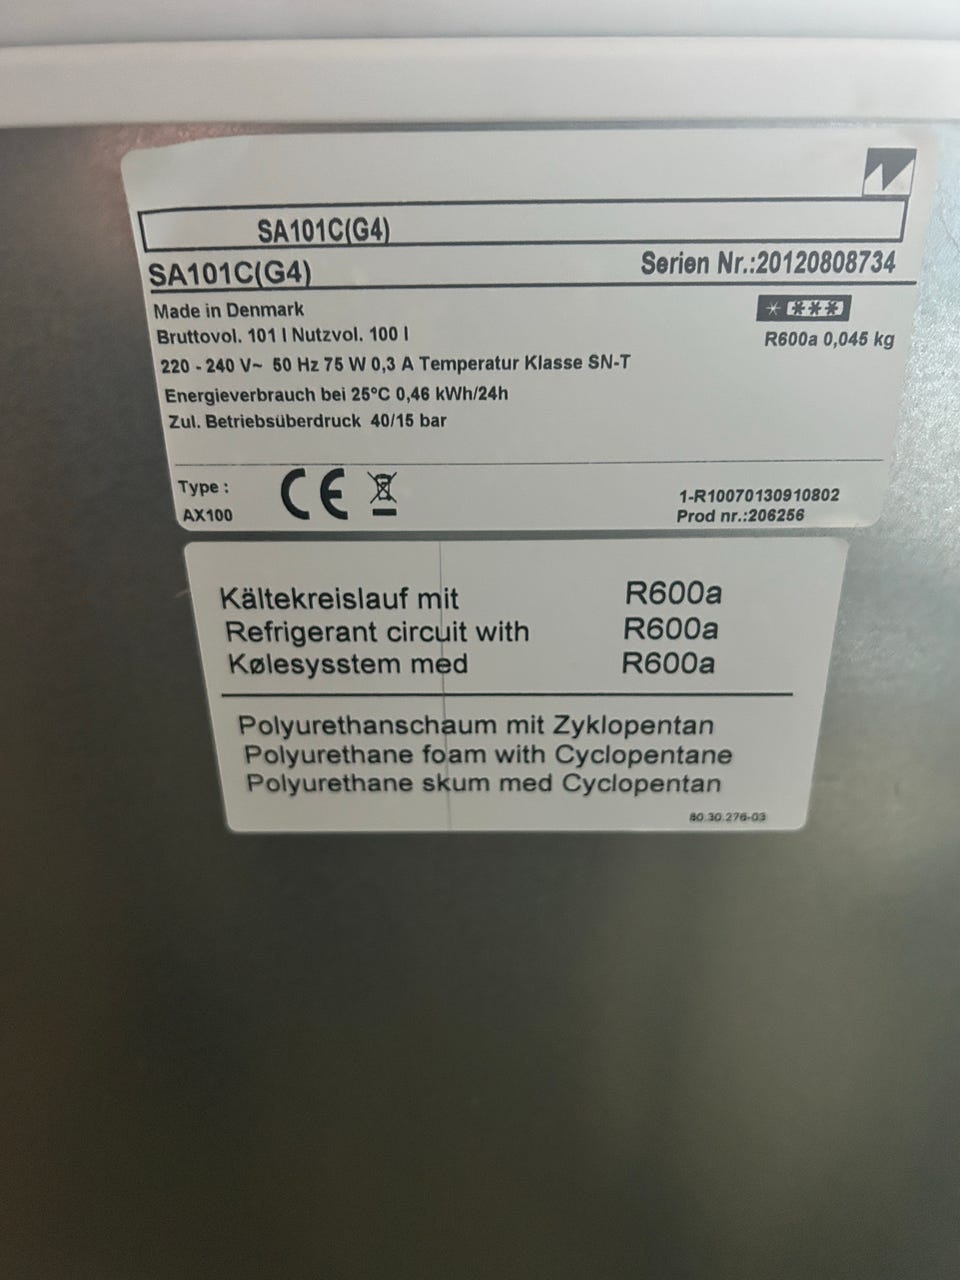 SA101C(G4)
SA101C(G4) Serien Nr.:20120808734
Made in Denmark
Bruttovol. 101 l Nutzvol. 100 l
R600a 0,045 kg
220 - 240 V~ 50 Hz 75 W 0,3 A Temperatur Klasse SN-T
Energieverbrauch bei 25°C 0,46 kWh/24h
Zul. Betriebsüberdruck 40/15 bar
Type :
AX100
CE
1-R10070130910802
Prod nr.:206256
Kältekreislauf mit R600a
Refrigerant circuit with R600a
Kølesysstem med R600a
Polyurethanschaum mit Zyklopentan
Polyurethane foam with Cyclopentane
Polyurethane skum med Cyclopentan
80.30.276-03